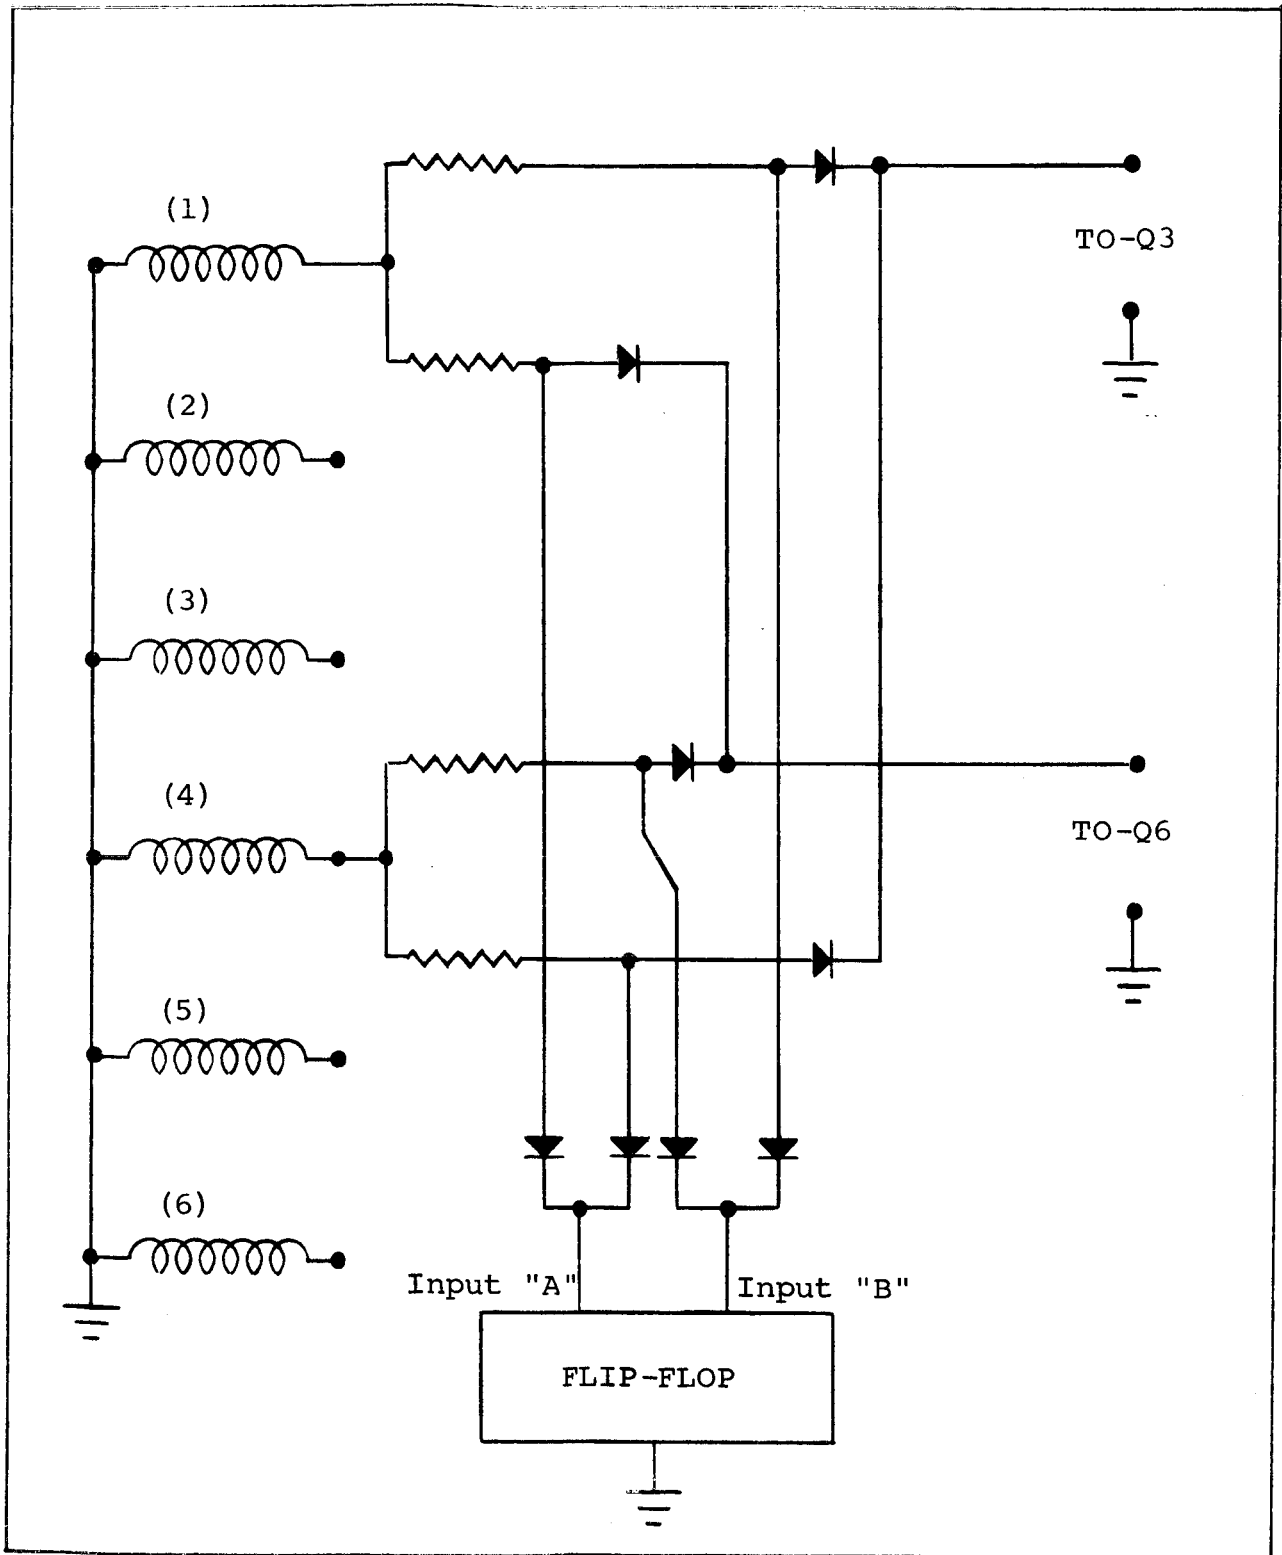 (1)
TO-Q3
(2)
(3)
(4)
TO-Q6
(5)
(6)
Input "A"
Input "B"
FLIP-FLOP